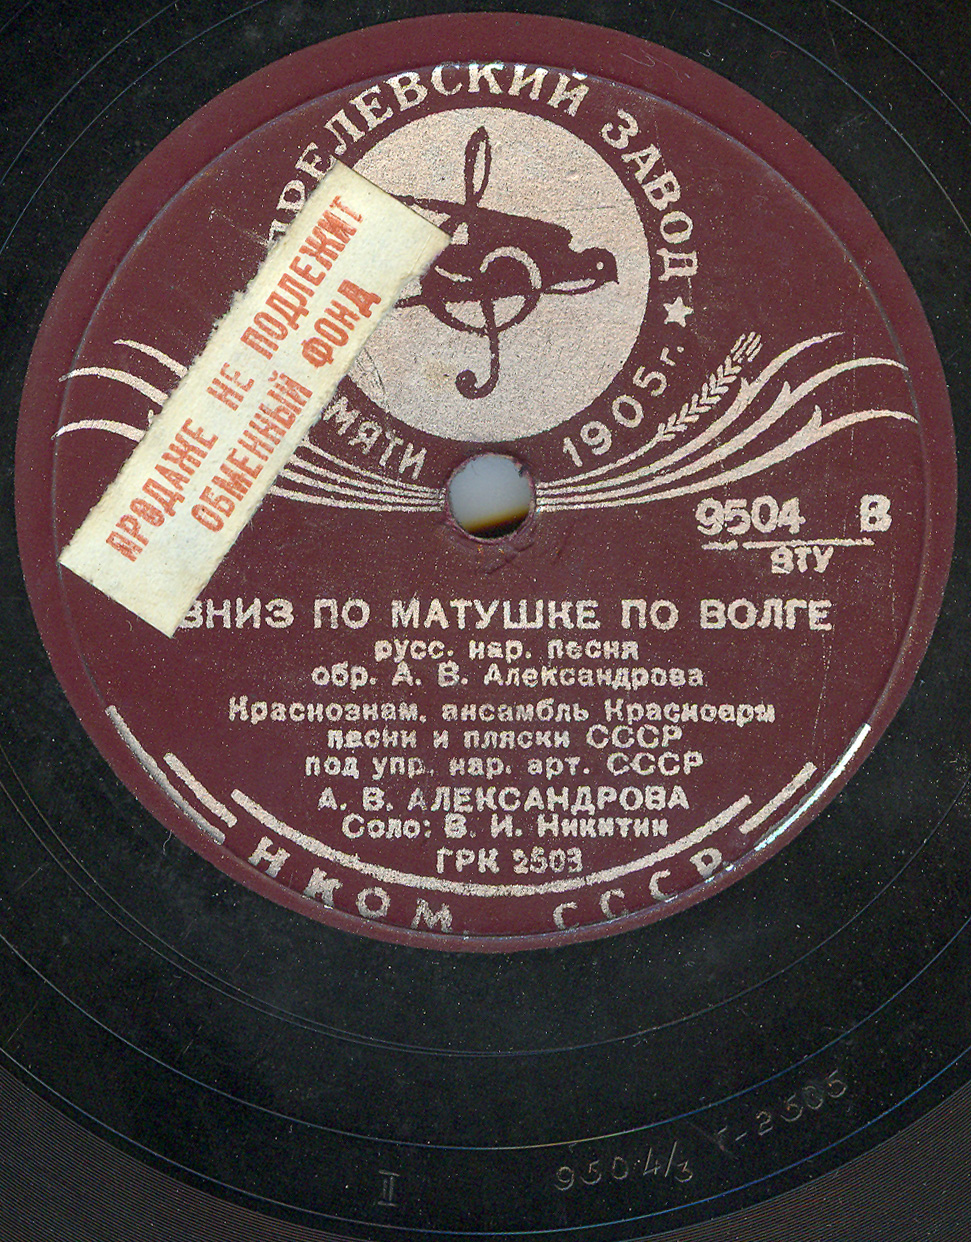 ПРЕЛЕВСКИЙ ЗАВОД
МЯТИ 1905 г.
ПРОДАЖЕ НЕ ПОДЛЕЖИТ
ОБМЕННЫЙ ФОНД
9504 В
ВТУ
ВНИЗ ПО МАТУШКЕ ПО ВОЛГЕ
русс. нар. песня
обр. А. В. Александрова
Краснознам. ансамбль Красноарм
песни и пляски СССР
под упр. нар. арт. СССР
А. В. АЛЕКСАНДРОВА
Соло: В. И. Никитин
ГРК 2503
НКОМ СССР
I 9504/3 Г-2505